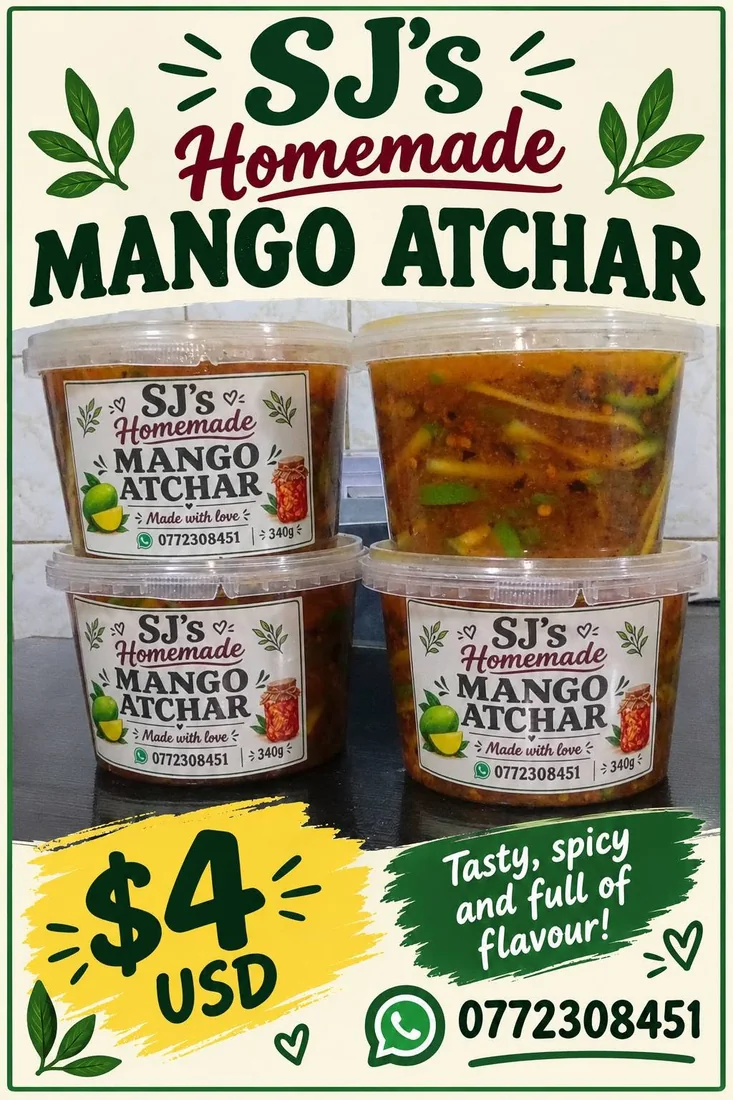 SJ's
Homemade
MANGO ATCHAR
SJ's
Homemade
MANGO
ATCHAR
Made with love
0772308451 | 340g
SJ's
Homemade
MANGO
ATCHAR
Made with love
0772308451 | 340g
SJ's
Homemade
MANGO
ATCHAR
Made with love
0772308451 | 340g
$4
USD
Tasty, spicy
and full of
flavour!
0772308451